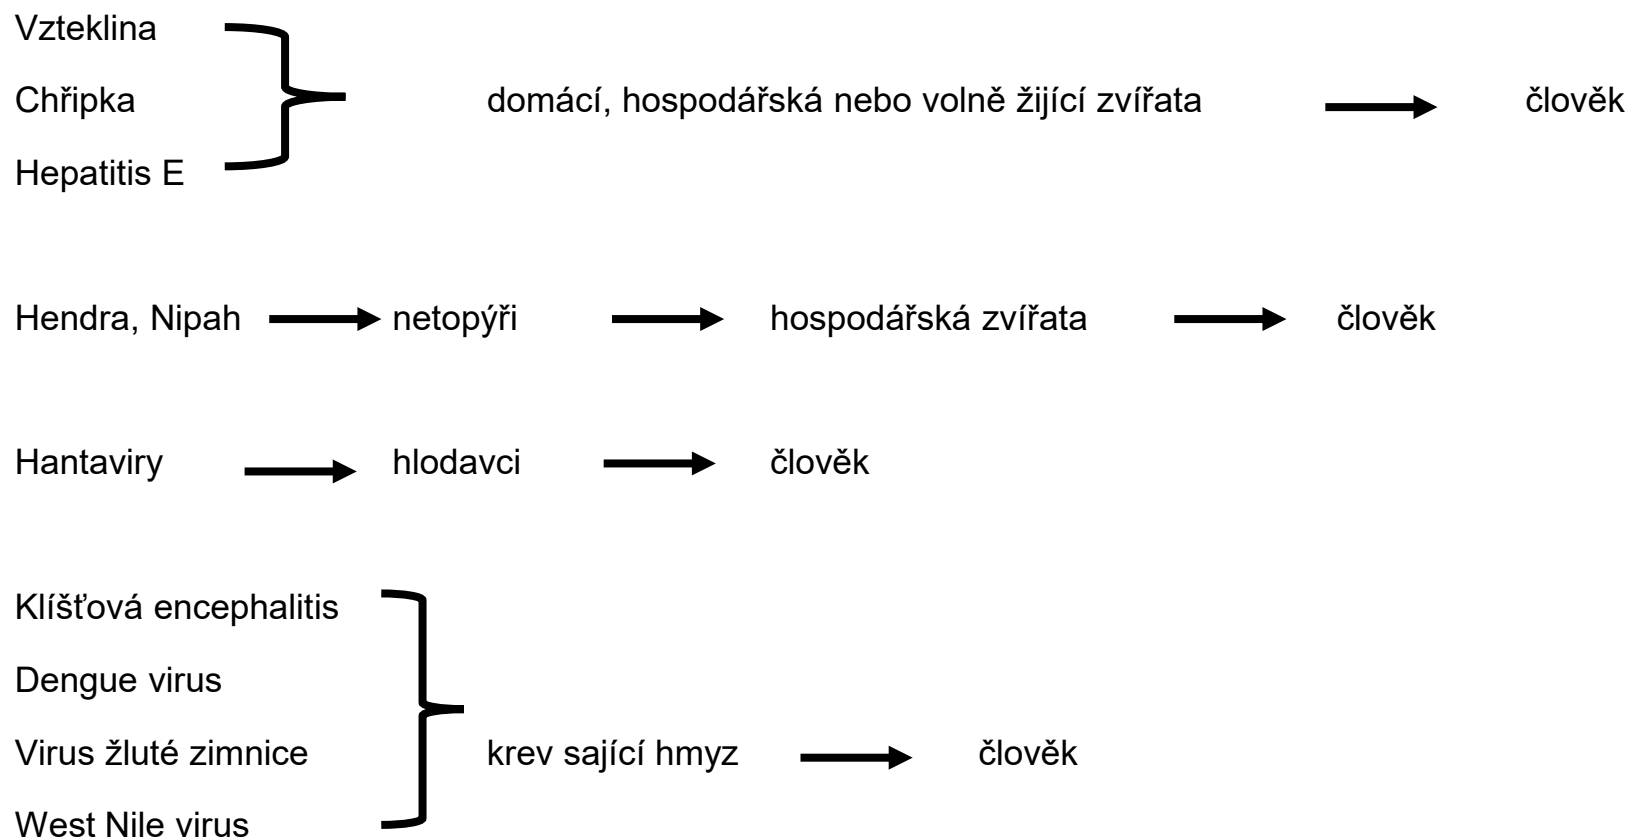 Vzteklina
Chřipka domácí, hospodářská nebo volně žijící zvířata člověk
Hepatitis E
Hendra, Nipah netopýři hospodářská zvířata člověk
Hantaviry hlodavci člověk
Klíšťová encephalitis
Dengue virus
Virus žluté zimnice krev sající hmyz člověk
West Nile virus